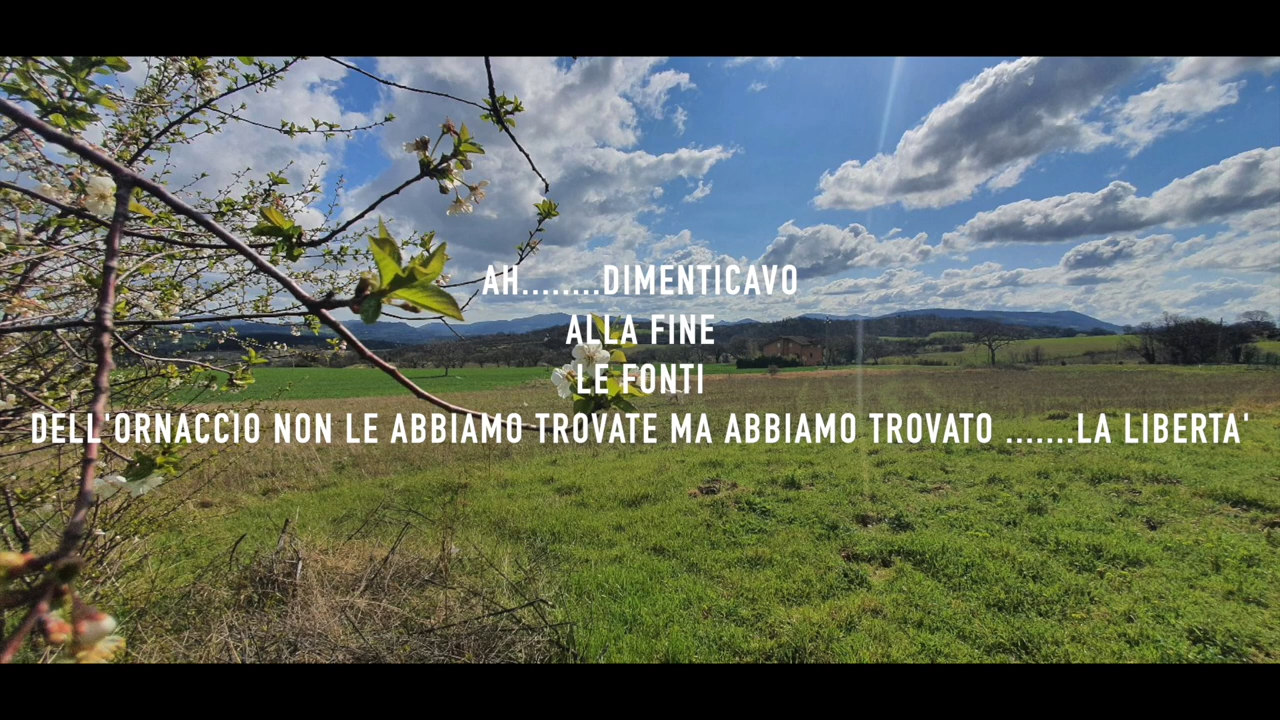 AH........DIMENTICAVO
ALLA FINE
LE FONTI
DELL'ORNACCIO NON LE ABBIAMO TROVATE MA ABBIAMO TROVATO .......LA LIBERTA'